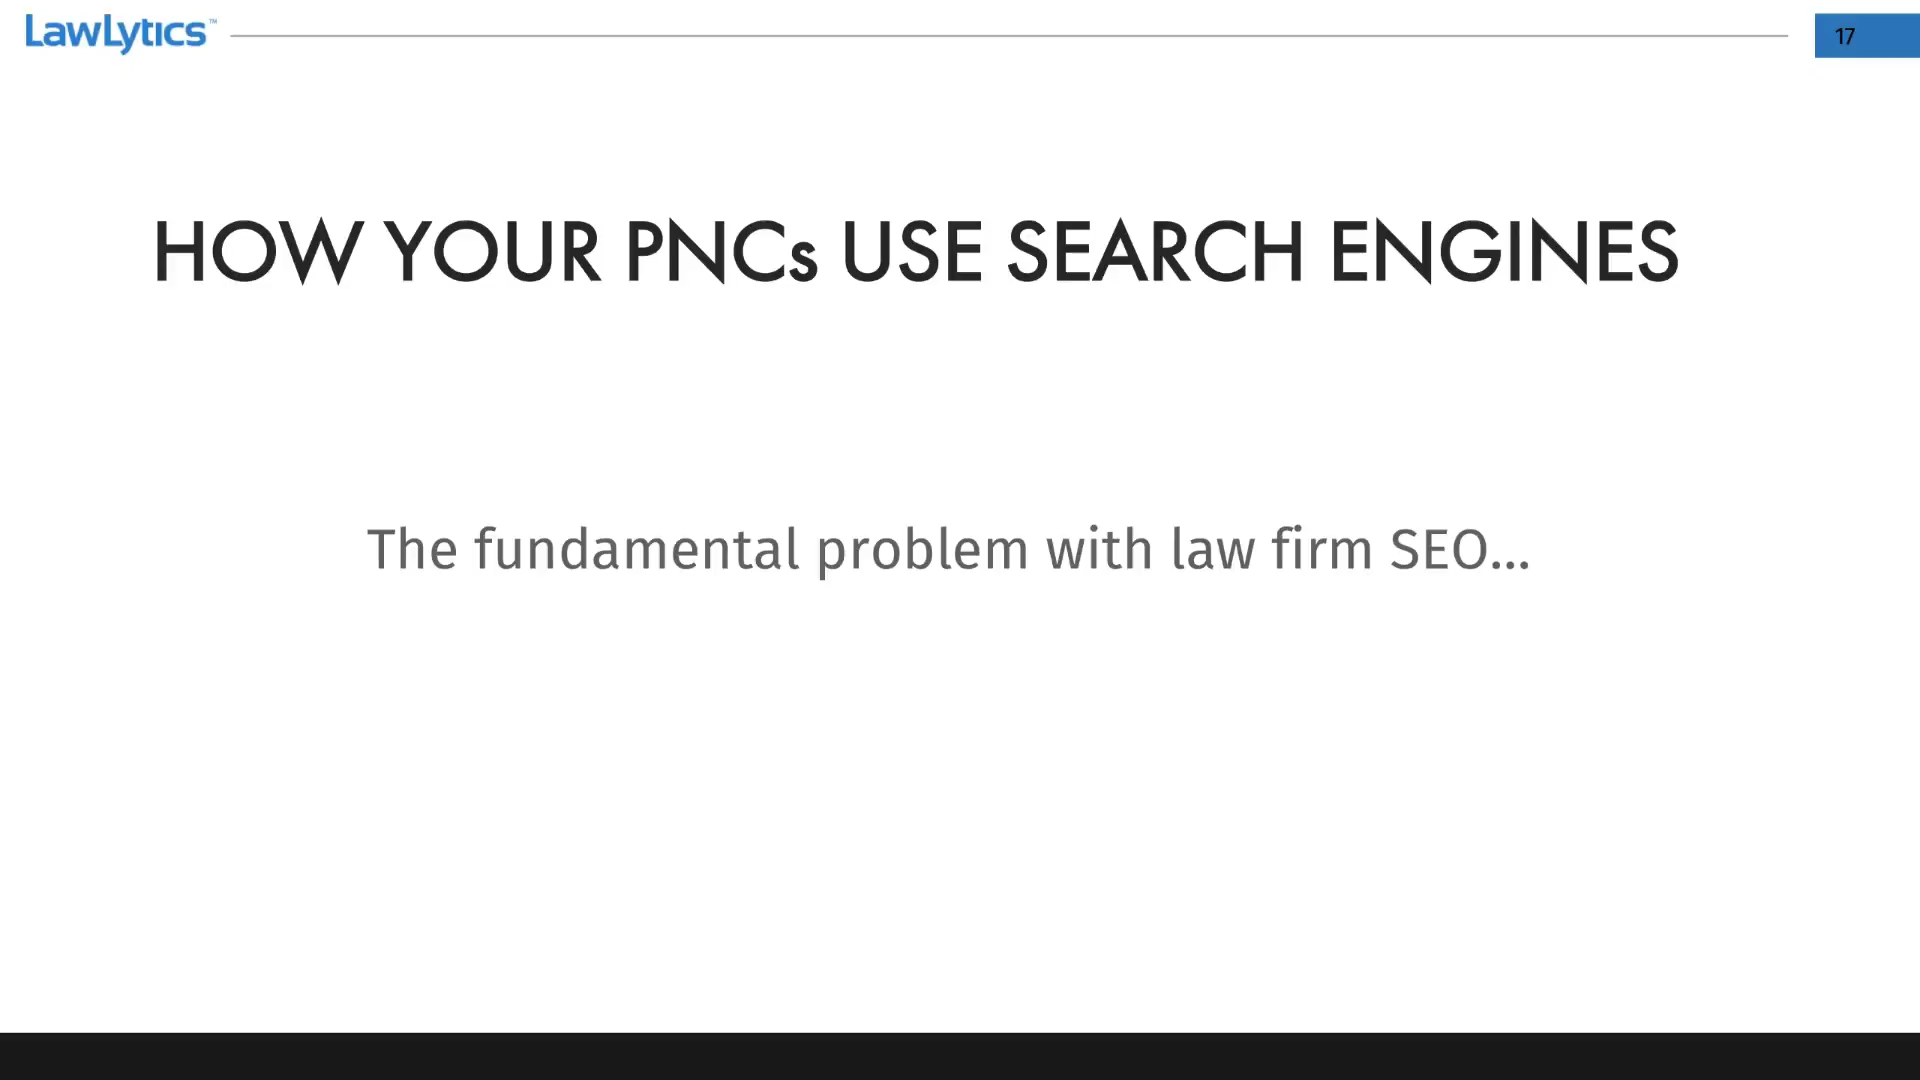 LawLytics™
17
HOW YOUR PNCs USE SEARCH ENGINES
The fundamental problem with law firm SEO...